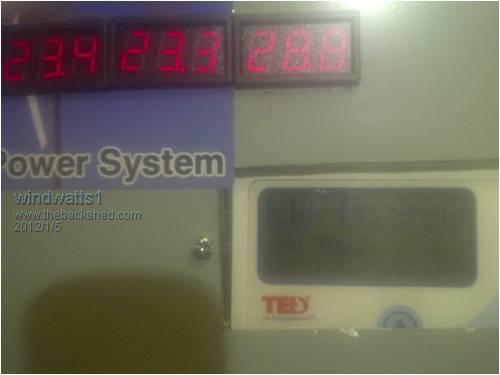 23.4 23.3 28.8
Power System
windwatts1
www.thebackshed.com
2012/1/5
TED